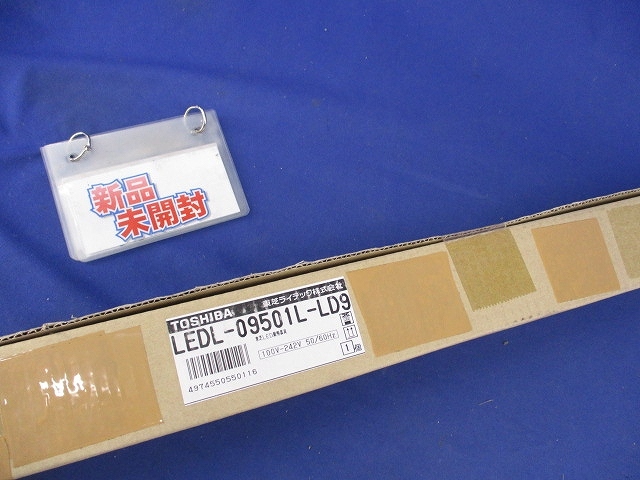 新品
未開封
TOSHIBA 東芝ライテック株式会社
LEDL-09501L-LD9
100V-242V 50/60Hz
1個
4974550550116